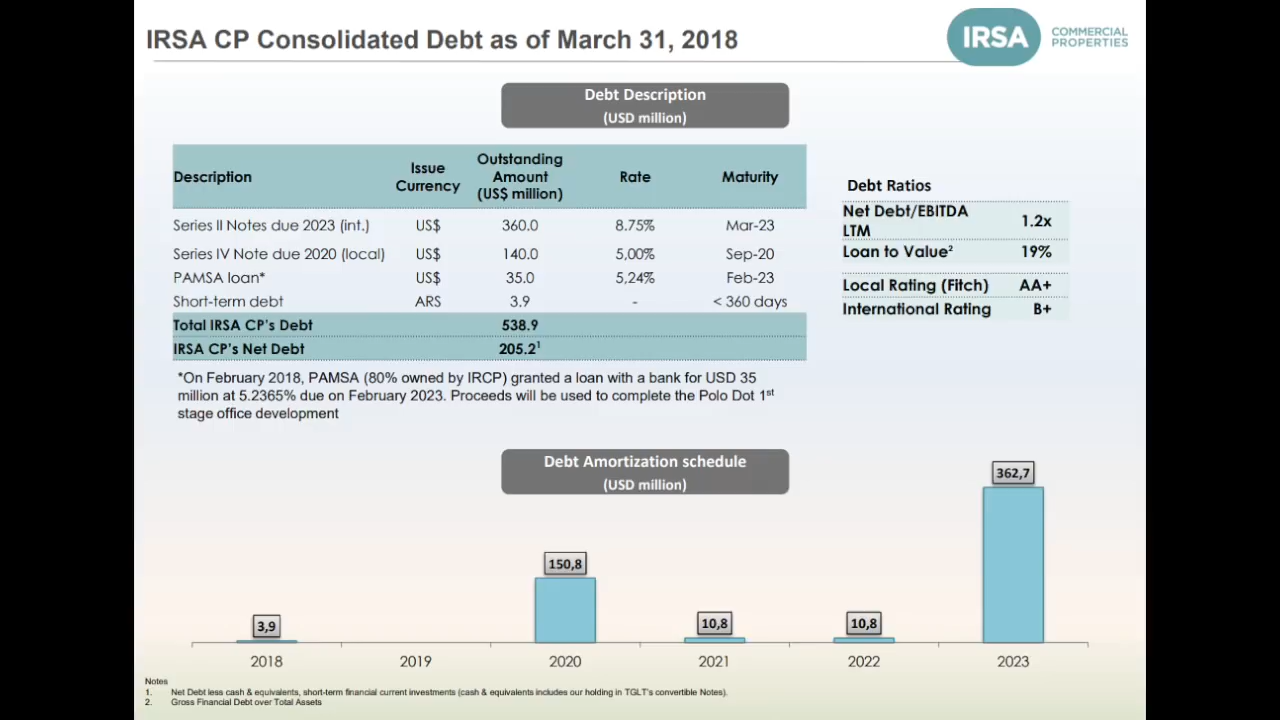 IRSA CP Consolidated Debt as of March 31, 2018
IRSA
COMMERCIAL
PROPERTIES
Debt Description
(USD million)
Description
Issue
Currency
Outstanding
Amount
(US$ million)
Rate
Maturity
Series II Notes due 2023 (int.) US$ 360.0 8.75% Mar-23
Series IV Note due 2020 (local) US$ 140.0 5,00% Sep-20
PAMSA loan* US$ 35.0 5,24% Feb-23
Short-term debt ARS 3.9 - < 360 days
Total IRSA CP's Debt 538.9
IRSA CP's Net Debt 205.2¹
*On February 2018, PAMSA (80% owned by IRCP) granted a loan with a bank for USD 35
million at 5.2365% due on February 2023. Proceeds will be used to complete the Polo Dot 1st
stage office development
Debt Ratios
Net Debt/EBITDA
LTM
1.2x
Loan to Value² 19%
Local Rating (Fitch) AA+
International Rating B+
Debt Amortization schedule
(USD million)
3,9
150,8
10,8
10,8
362,7
2018 2019 2020 2021 2022 2023
Notes
1. Net Debt less cash & equivalents, short-term financial current investments (cash & equivalents includes our holding in TGLT's convertible Notes).
2. Gross Financial Debt over Total Assets